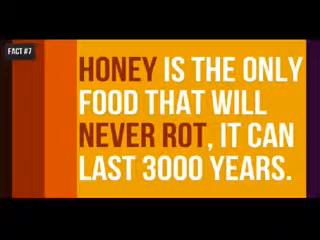 FACT #7
HONEY IS THE ONLY
FOOD THAT WILL
NEVER ROT, IT CAN
LAST 3000 YEARS.